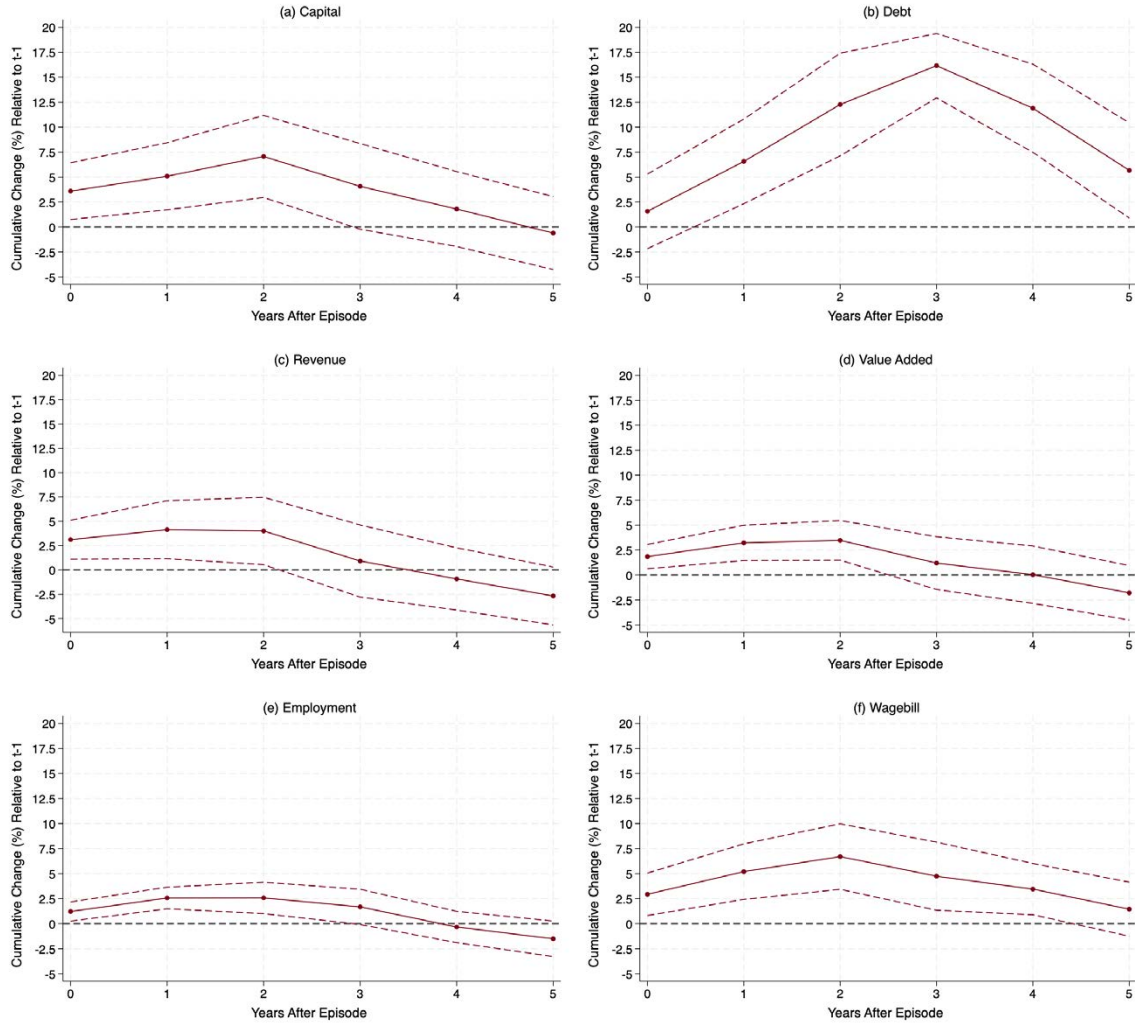 (a) Capital
Cumulative Change (%) Relative to t-1
20
17.5
15
12.5
10
7.5
5
2.5
0
-2.5
-5
0 1 2 3 4 5
Years After Episode
(b) Debt
Cumulative Change (%) Relative to t-1
20
17.5
15
12.5
10
7.5
5
2.5
0
-2.5
-5
0 1 2 3 4 5
Years After Episode
(c) Revenue
Cumulative Change (%) Relative to t-1
20
17.5
15
12.5
10
7.5
5
2.5
0
-2.5
-5
0 1 2 3 4 5
Years After Episode
(d) Value Added
Cumulative Change (%) Relative to t-1
20
17.5
15
12.5
10
7.5
5
2.5
0
-2.5
-5
0 1 2 3 4 5
Years After Episode
(e) Employment
Cumulative Change (%) Relative to t-1
20
17.5
15
12.5
10
7.5
5
2.5
0
-2.5
-5
0 1 2 3 4 5
Years After Episode
(f) Wagebill
Cumulative Change (%) Relative to t-1
20
17.5
15
12.5
10
7.5
5
2.5
0
-2.5
-5
0 1 2 3 4 5
Years After Episode